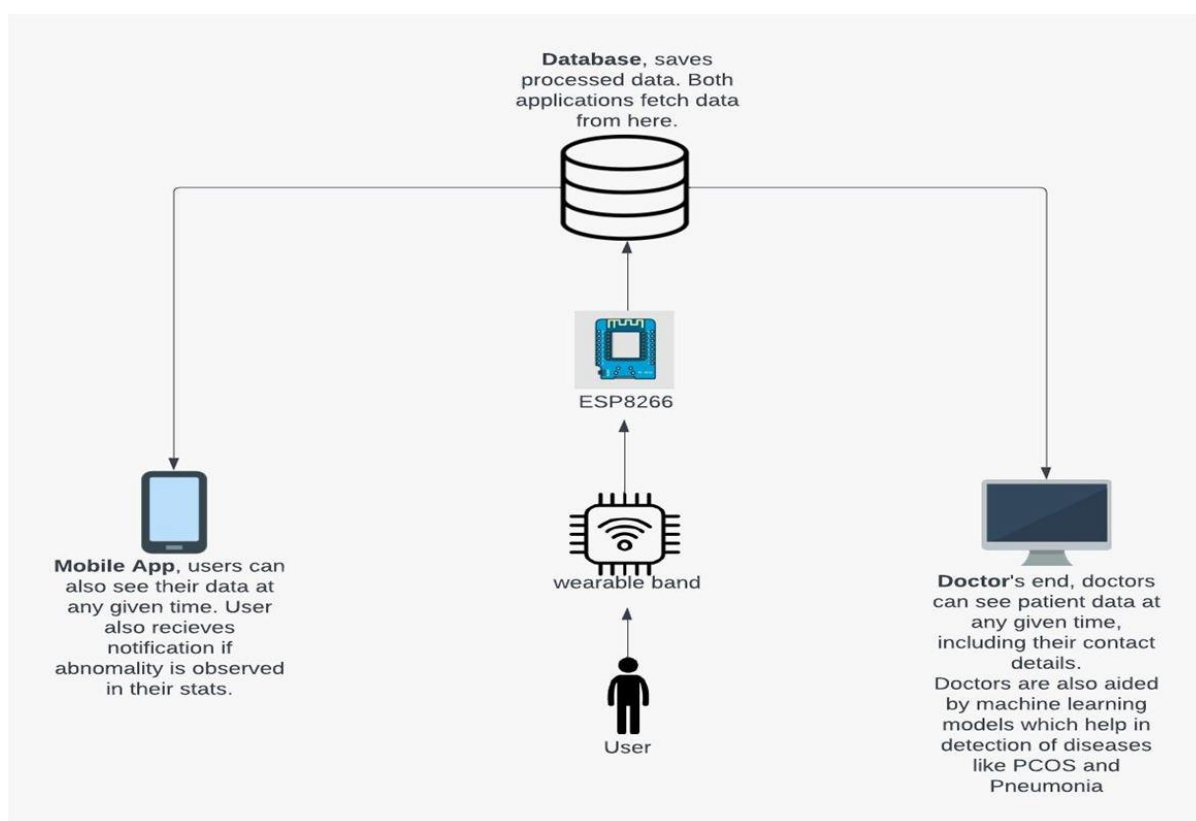 Database, saves
processed data. Both
applications fetch data
from here.
ESP8266
wearable band
User
Mobile App, users can
also see their data at
any given time. User
also recieves
notification if
abnomality is observed
in their stats.
Doctor's end, doctors
can see patient data at
any given time,
including their contact
details.
Doctors are also aided
by machine learning
models which help in
detection of diseases
like PCOS and
Pneumonia